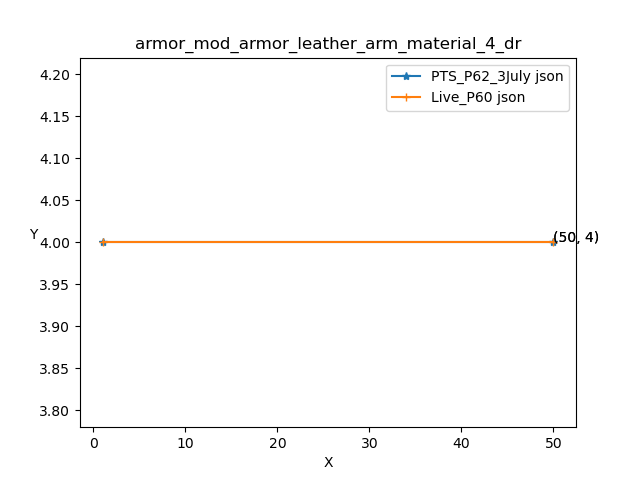 armor_mod_armor_leather_arm_material_4_dr
PTS_P62_3July json
Live_P60 json
4.20
4.15
4.10
4.05
4.00
3.95
3.90
3.85
3.80
Y
(50, 4)
0 10 20 30 40 50
X